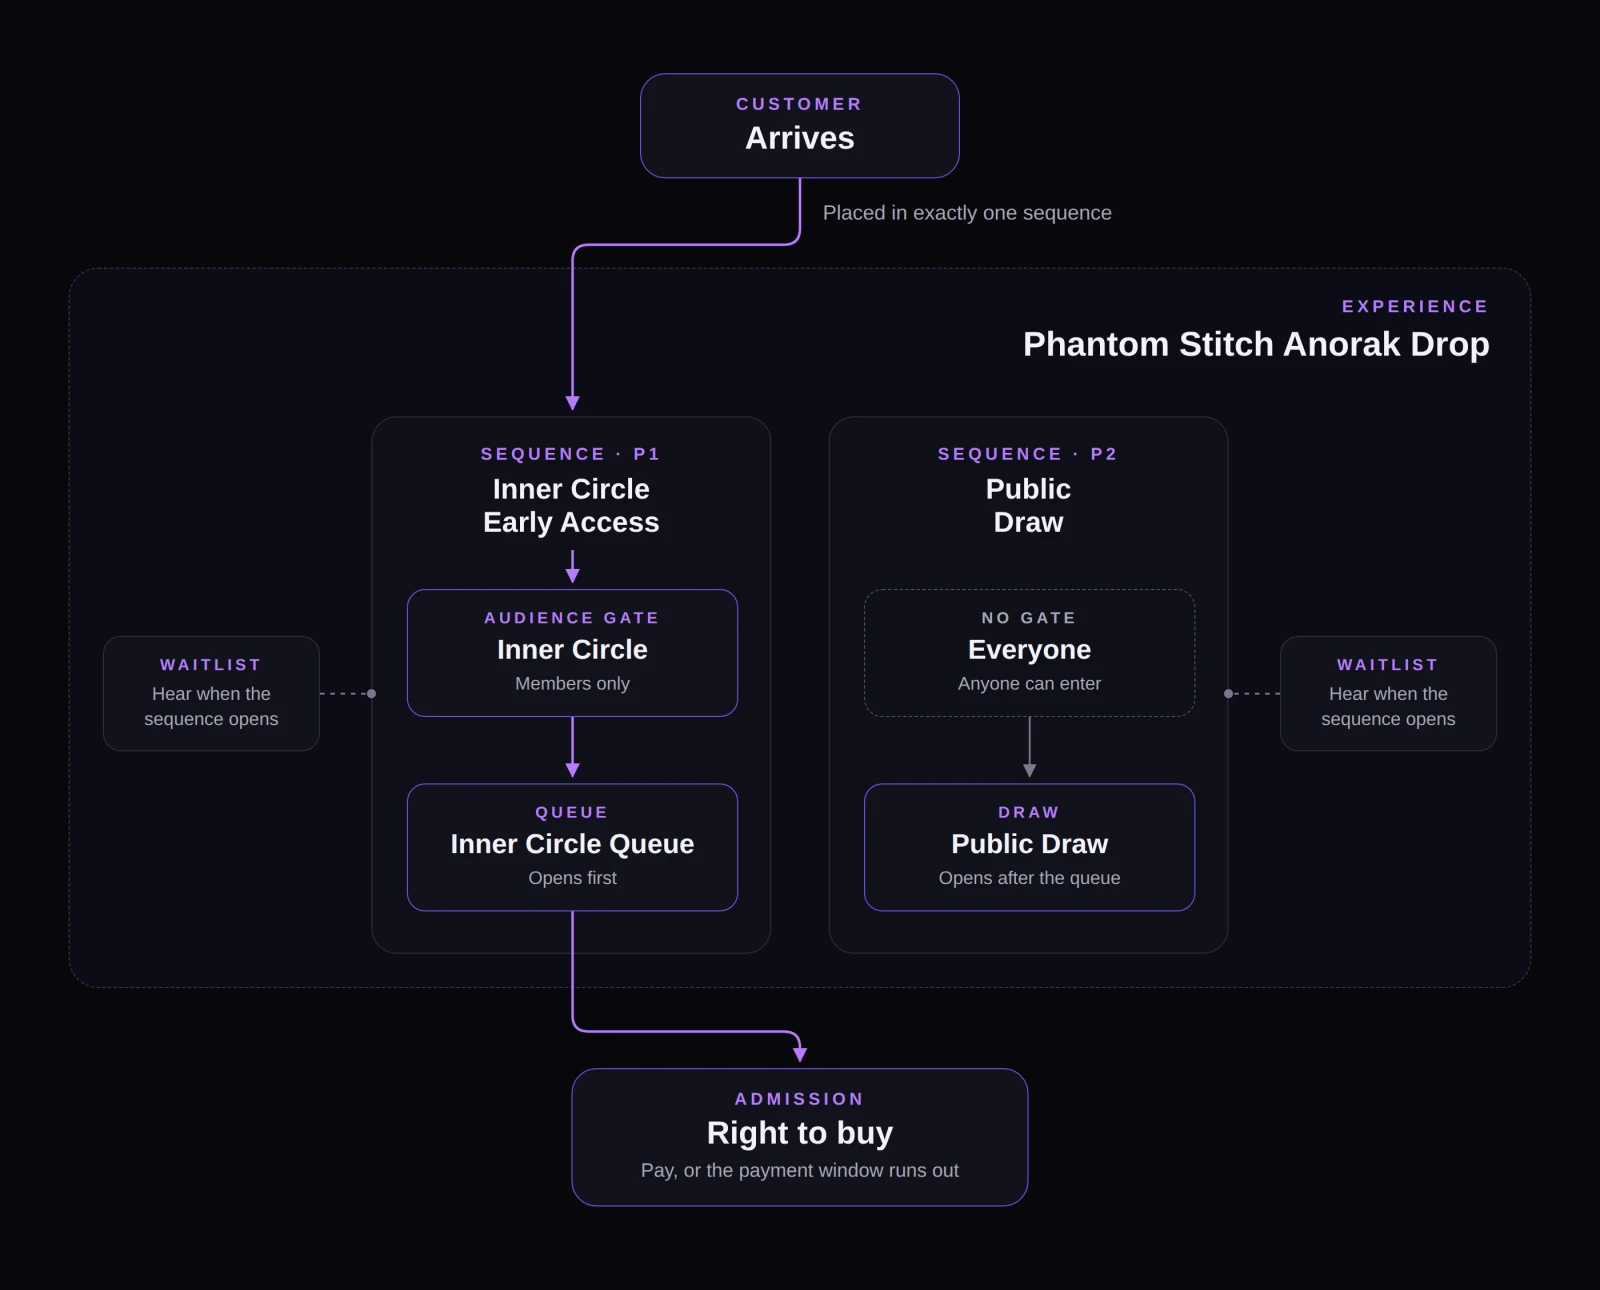 CUSTOMER
Arrives
Placed in exactly one sequence
EXPERIENCE
Phantom Stitch Anorak Drop
SEQUENCE · P1
Inner Circle
Early Access
AUDIENCE GATE
Inner Circle
Members only
QUEUE
Inner Circle Queue
Opens first
WAITLIST
Hear when the
sequence opens
SEQUENCE · P2
Public
Draw
NO GATE
Everyone
Anyone can enter
DRAW
Public Draw
Opens after the queue
WAITLIST
Hear when the
sequence opens
ADMISSION
Right to buy
Pay, or the payment window runs out